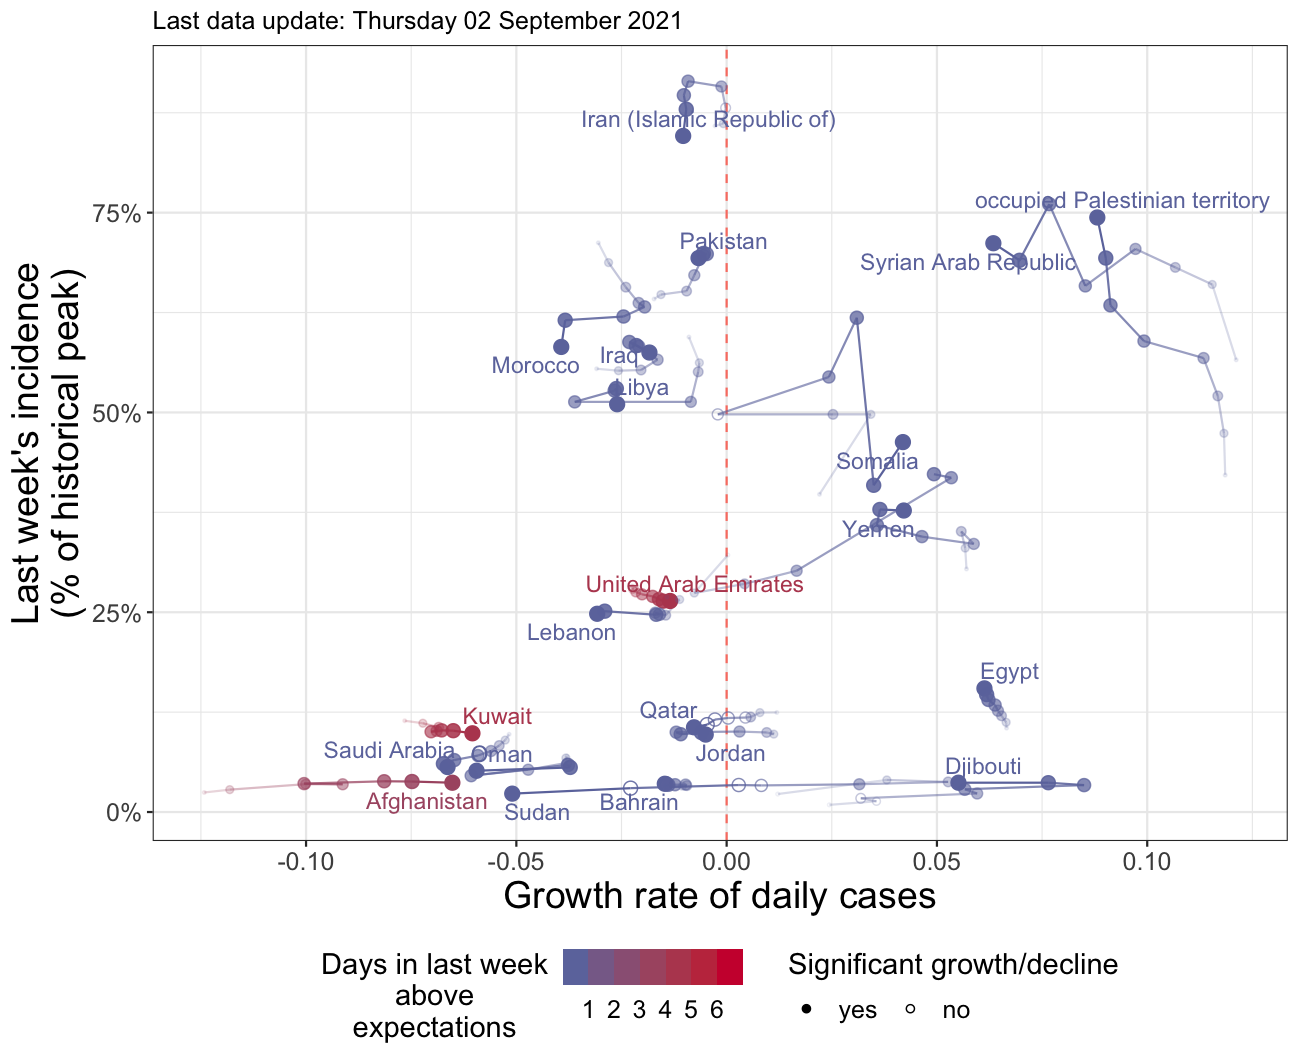 Last data update: Thursday 02 September 2021
Last week's incidence
(% of historical peak)
75%
50%
25%
0%
Iran (Islamic Republic of)
occupied Palestinian territory
Pakistan
Syrian Arab Republic
Iraq
Morocco
Libya
Somalia
Yemen
United Arab Emirates
Lebanon
Egypt
Qatar
Kuwait
Saudi Arabia
Oman
Jordan
Djibouti
Afghanistan
Bahrain
Sudan
-0.10
-0.05
0.00
0.05
0.10
Growth rate of daily cases
Days in last week
above
expectations
1 2 3 4 5 6
Significant growth/decline
yes
no